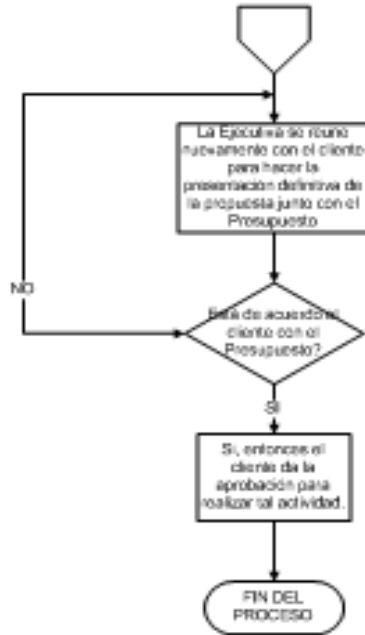 La Ejecutiva se reune
nuevamente con el cliente
para hacer la
presentación definitiva de
la propuesta junto con el
Presupuesto
NO
Está de acuerdo el
cliente con el
Presupuesto?
SI
Si, entonces el
cliente da la
aprobación para
realizar tal actividad.
FIN DEL
PROCESO